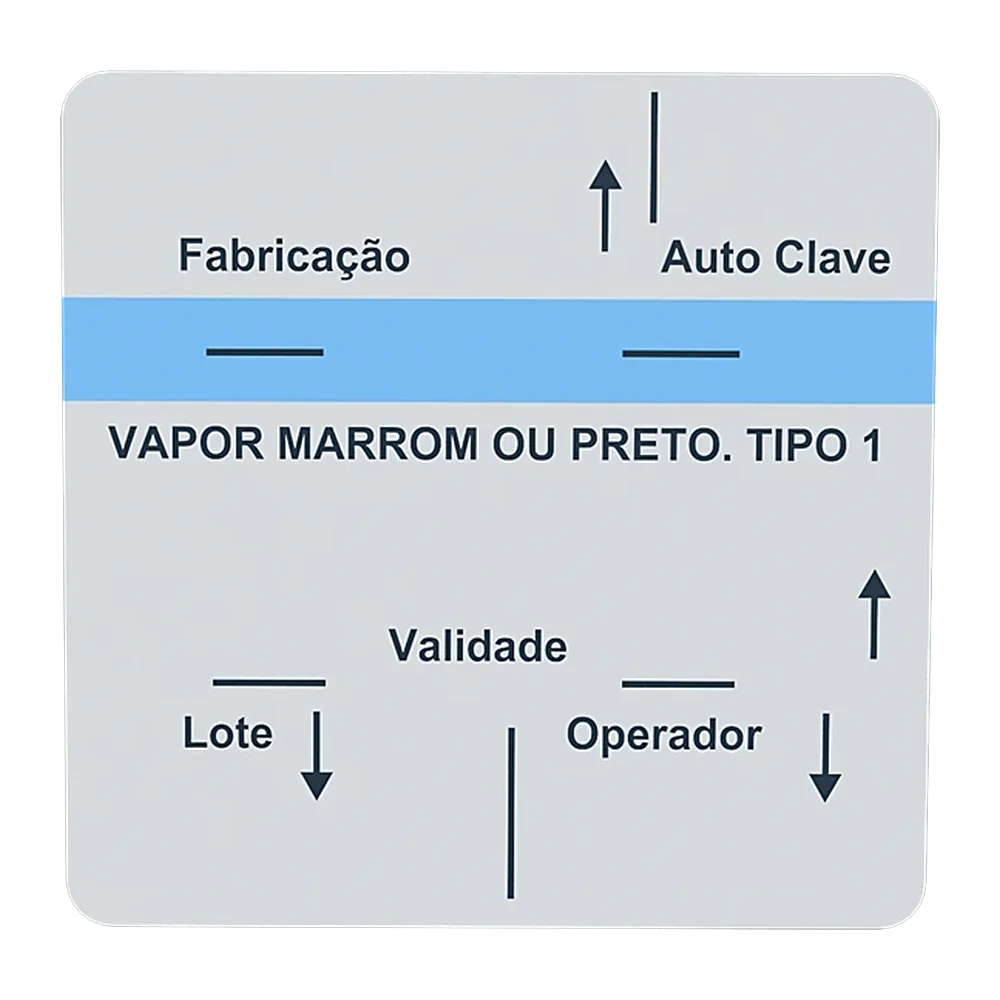 Fabricação
Auto Clave
VAPOR MARROM OU PRETO. TIPO 1
Validade
Lote
Operador